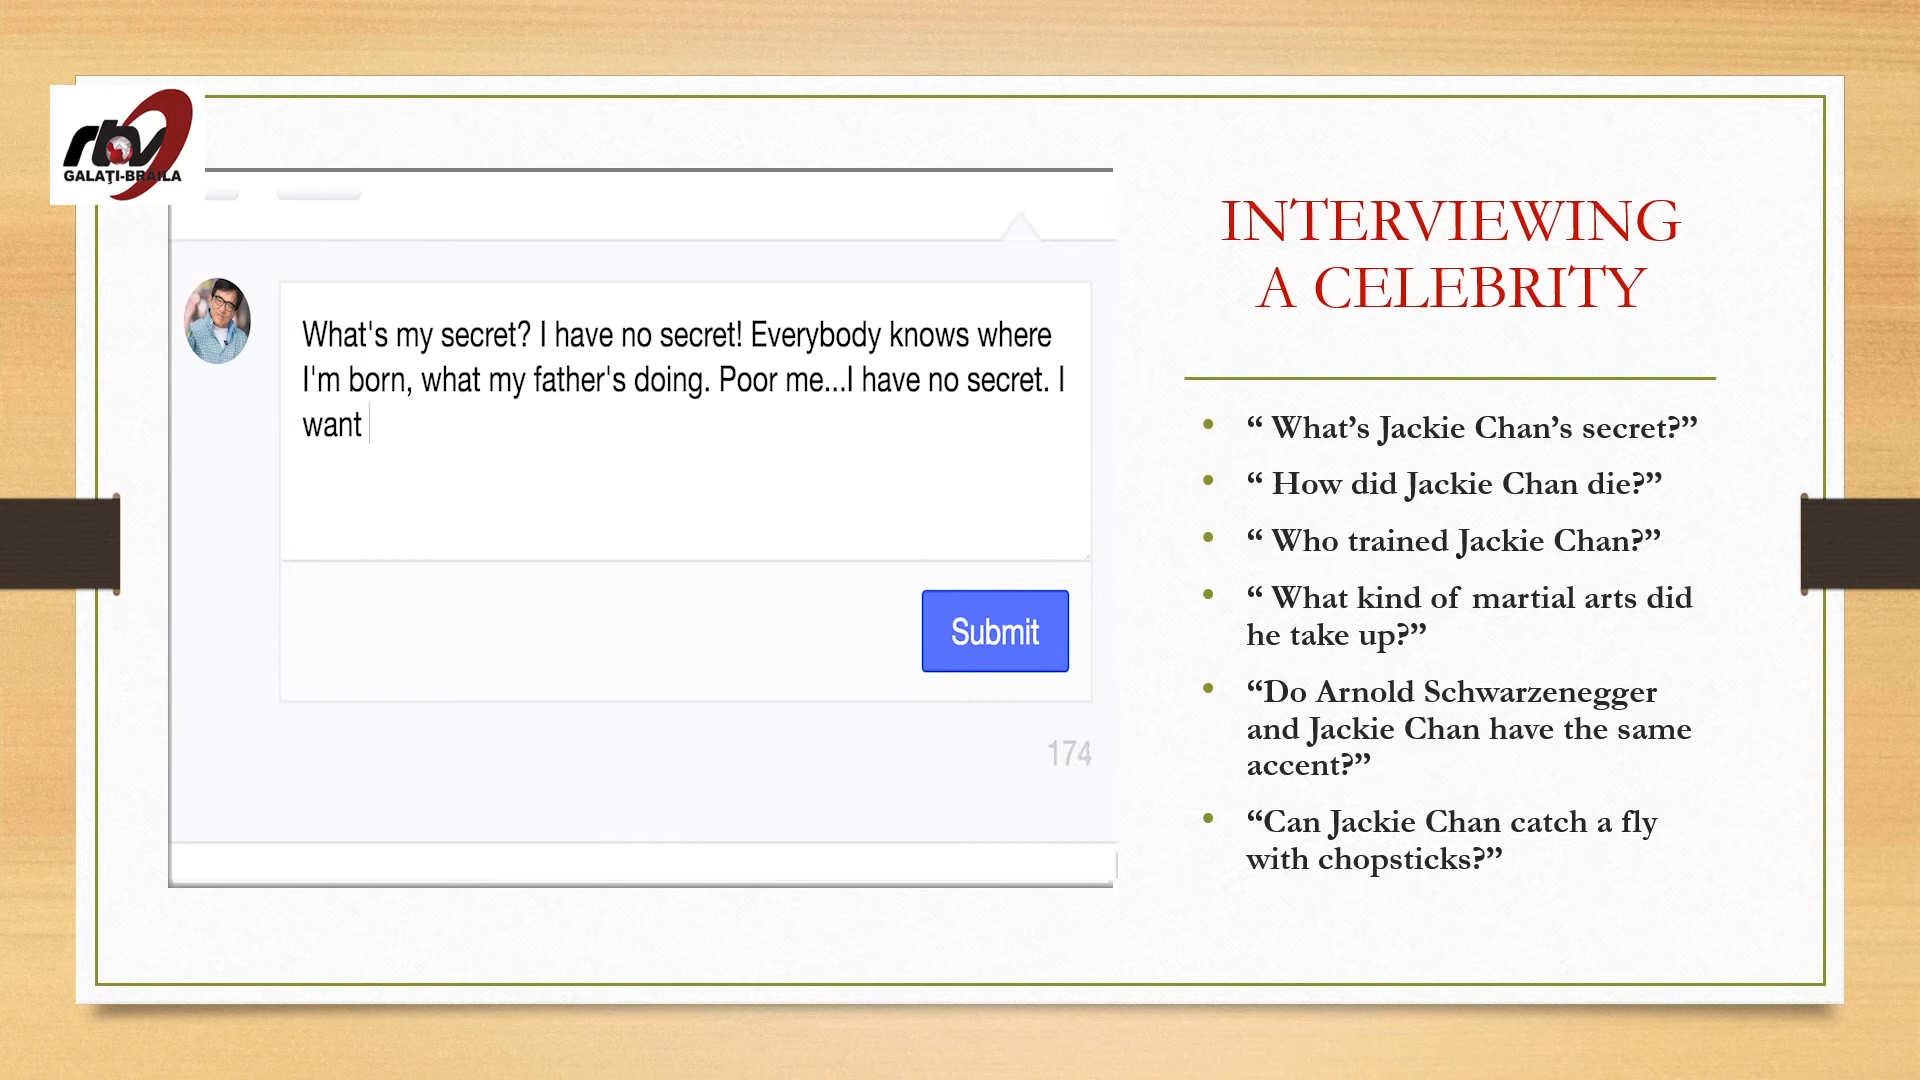 rtv
GALAŢI-BRAILA
What's my secret? I have no secret! Everybody knows where
I'm born, what my father's doing. Poor me...I have no secret. I
want
Submit
174
INTERVIEWING
A CELEBRITY
• “ What’s Jackie Chan’s secret?”
• “ How did Jackie Chan die?”
• “ Who trained Jackie Chan?”
• “ What kind of martial arts did
he take up?”
• “Do Arnold Schwarzenegger
and Jackie Chan have the same
accent?”
• “Can Jackie Chan catch a fly
with chopsticks?”